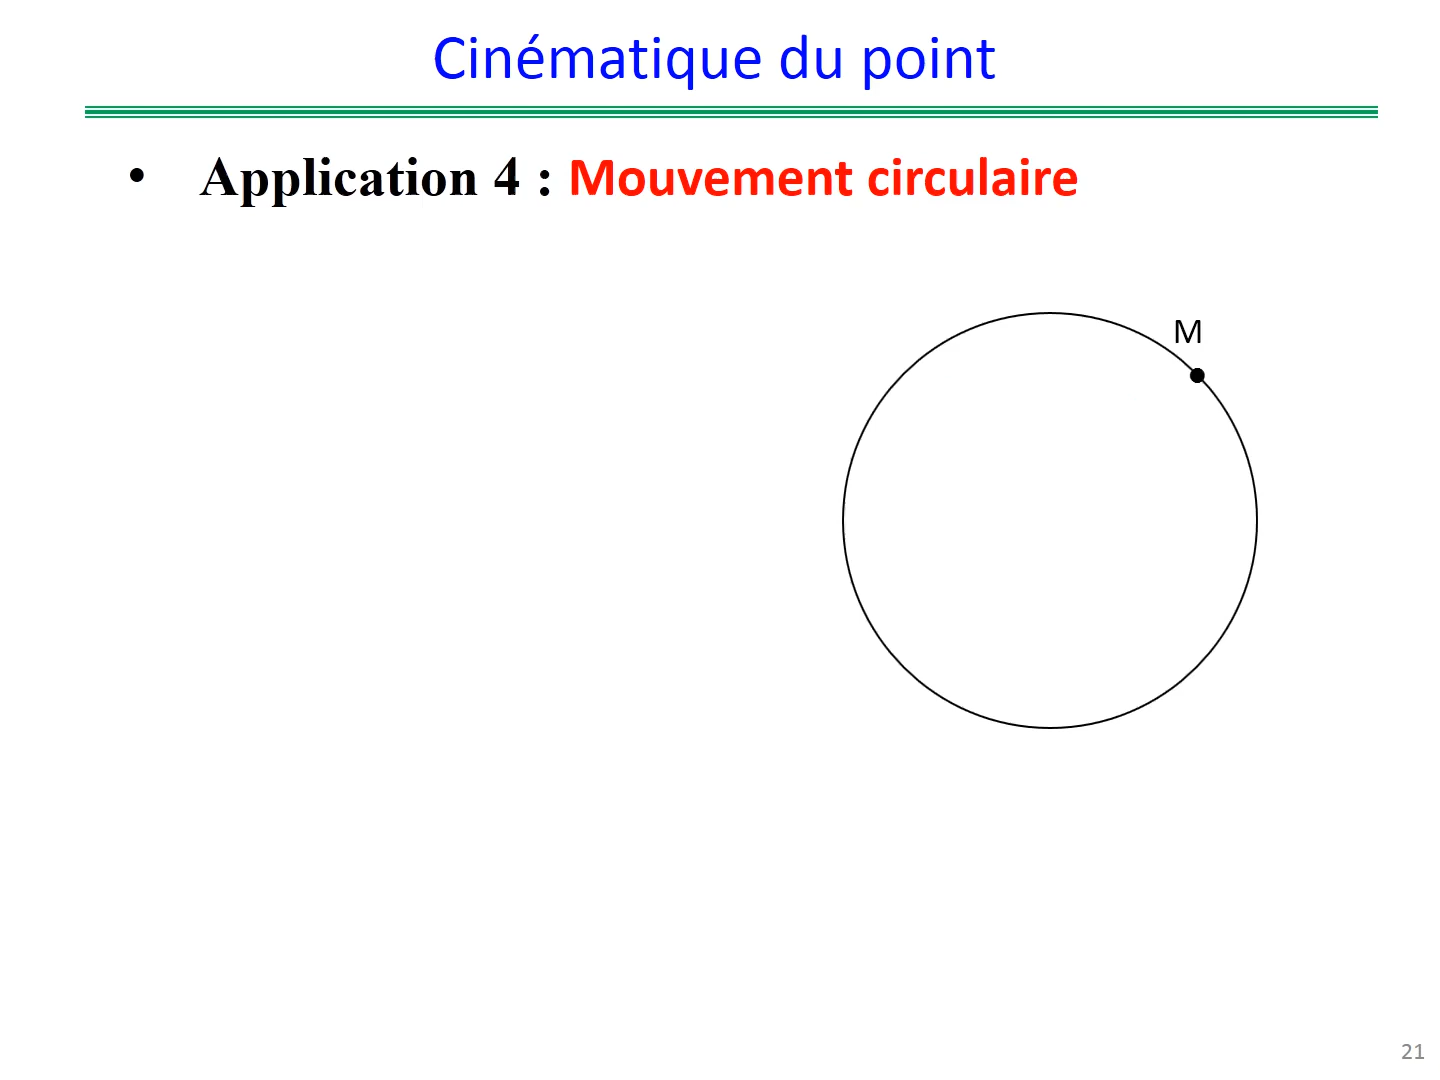 Cinématique du point
• Application 4 : Mouvement circulaire
M
21